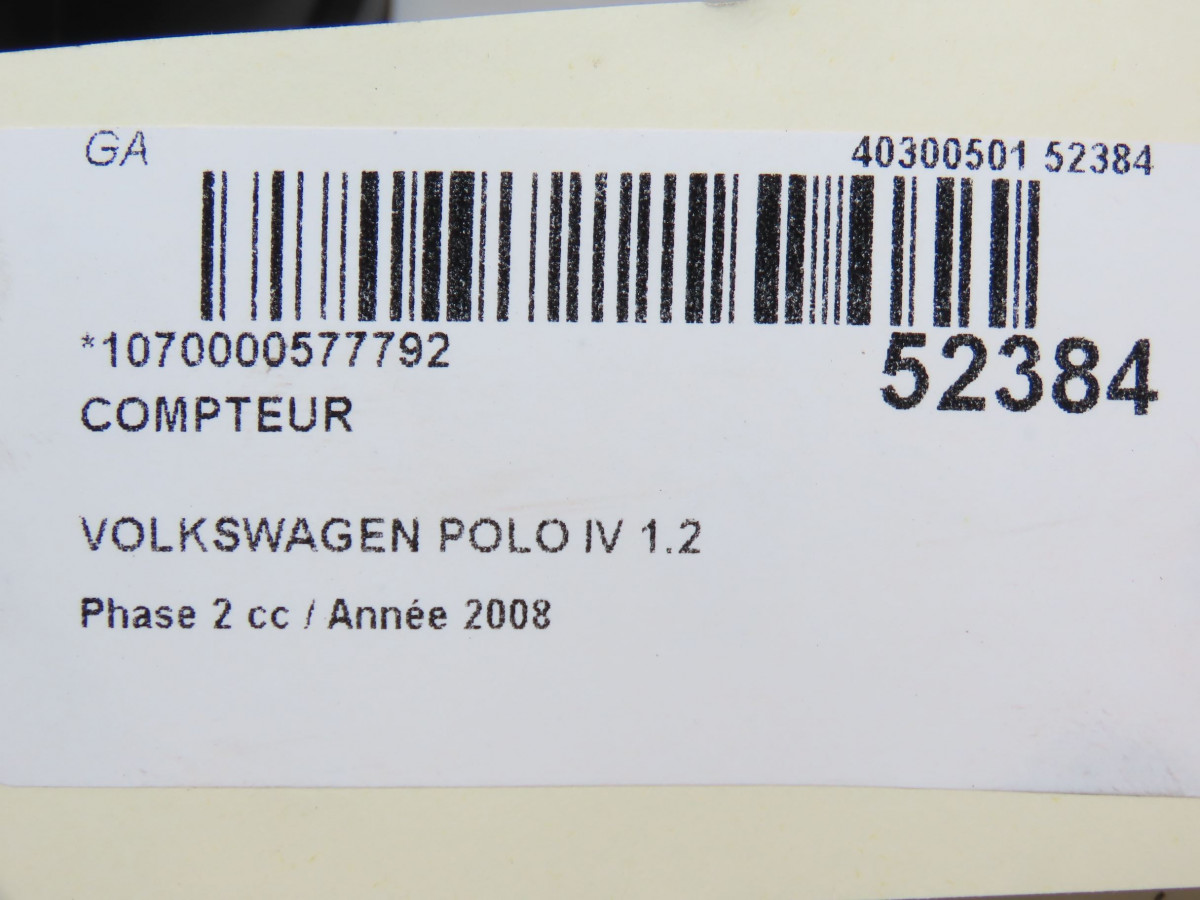 GA
40300501 52384
*1070000577792
52384
COMPTEUR
VOLKSWAGEN POLO IV 1.2
Phase 2 cc / Année 2008